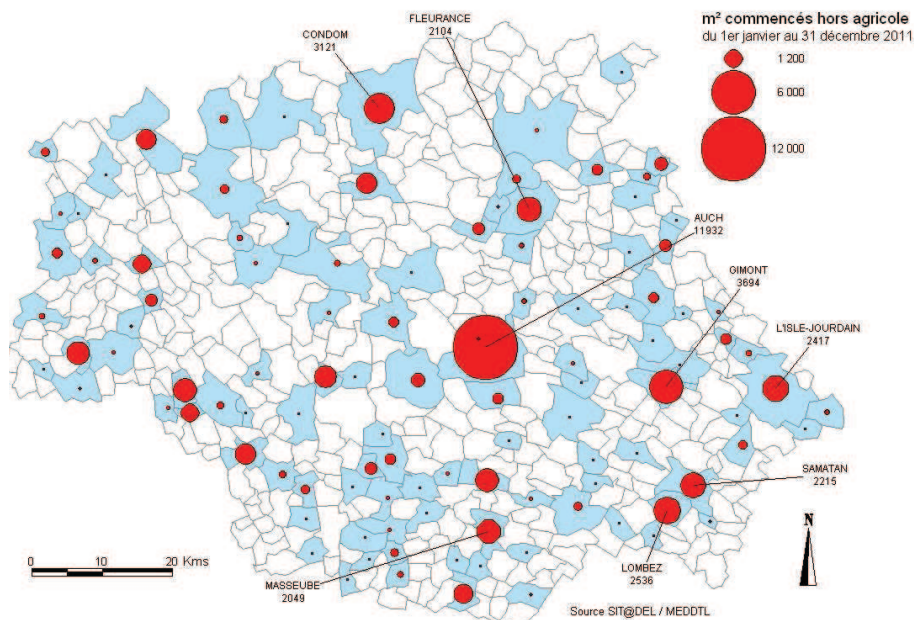 FLEURANCE
2104
CONDOM
3121
m² commencés hors agricole
du 1er janvier au 31 décembre 2011
1 200
6 000
12 000
AUCH
11932
GIMONT
3694
L'ISLE-JOURDAIN
2417
SAMATAN
2215
LOMBEZ
2536
MASSEUBE
2049
0 10 20 Kms
N
Source SIT@DEL / MEDDTL